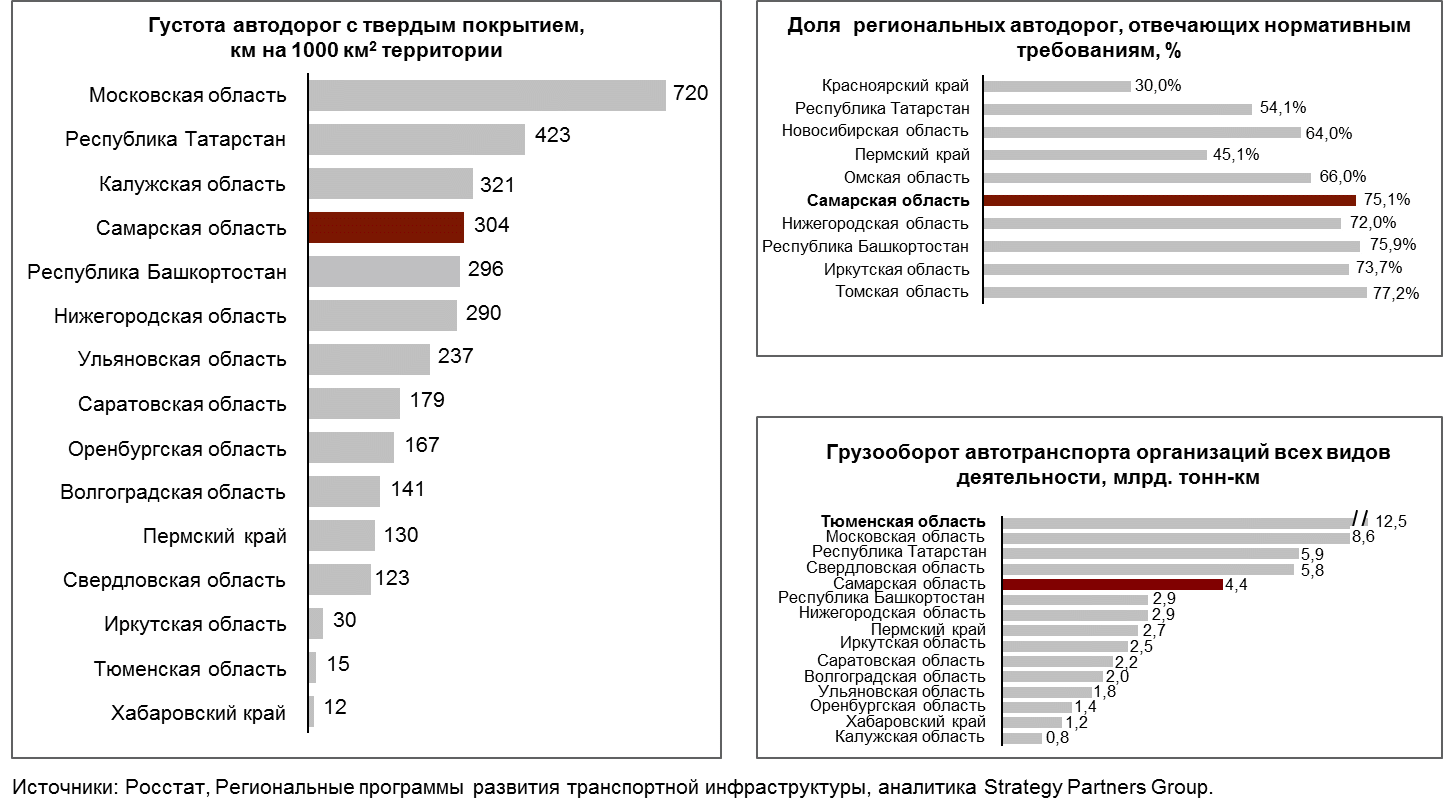 Густота автодорог с твердым покрытием,
км на 1000 км² территории
Московская область 720
Республика Татарстан 423
Калужская область 321
Самарская область 304
Республика Башкортостан 296
Нижегородская область 290
Ульяновская область 237
Саратовская область 179
Оренбургская область 167
Волгоградская область 141
Пермский край 130
Свердловская область 123
Иркутская область 30
Тюменская область 15
Хабаровский край 12
Доля региональных автодорог, отвечающих нормативным
требованиям, %
Красноярский край 30,0%
Республика Татарстан 54,1%
Новосибирская область 64,0%
Пермский край 45,1%
Омская область 66,0%
Самарская область 75,1%
Нижегородская область 72,0%
Республика Башкортостан 75,9%
Иркутская область 73,7%
Томская область 77,2%
Грузооборот автотранспорта организаций всех видов
деятельности, млрд. тонн-км
Тюменская область // 12,5
Московская область 8,6
Республика Татарстан 5,9
Свердловская область 5,8
Самарская область 4,4
Республика Башкортостан 2,9
Нижегородская область 2,9
Пермский край 2,7
Иркутская область 2,5
Саратовская область 2,2
Волгоградская область 2,0
Ульяновская область 1,8
Оренбургская область 1,4
Хабаровский край 1,2
Калужская область 0,8
Источники: Росстат, Региональные программы развития транспортной инфраструктуры, аналитика Strategy Partners Group.